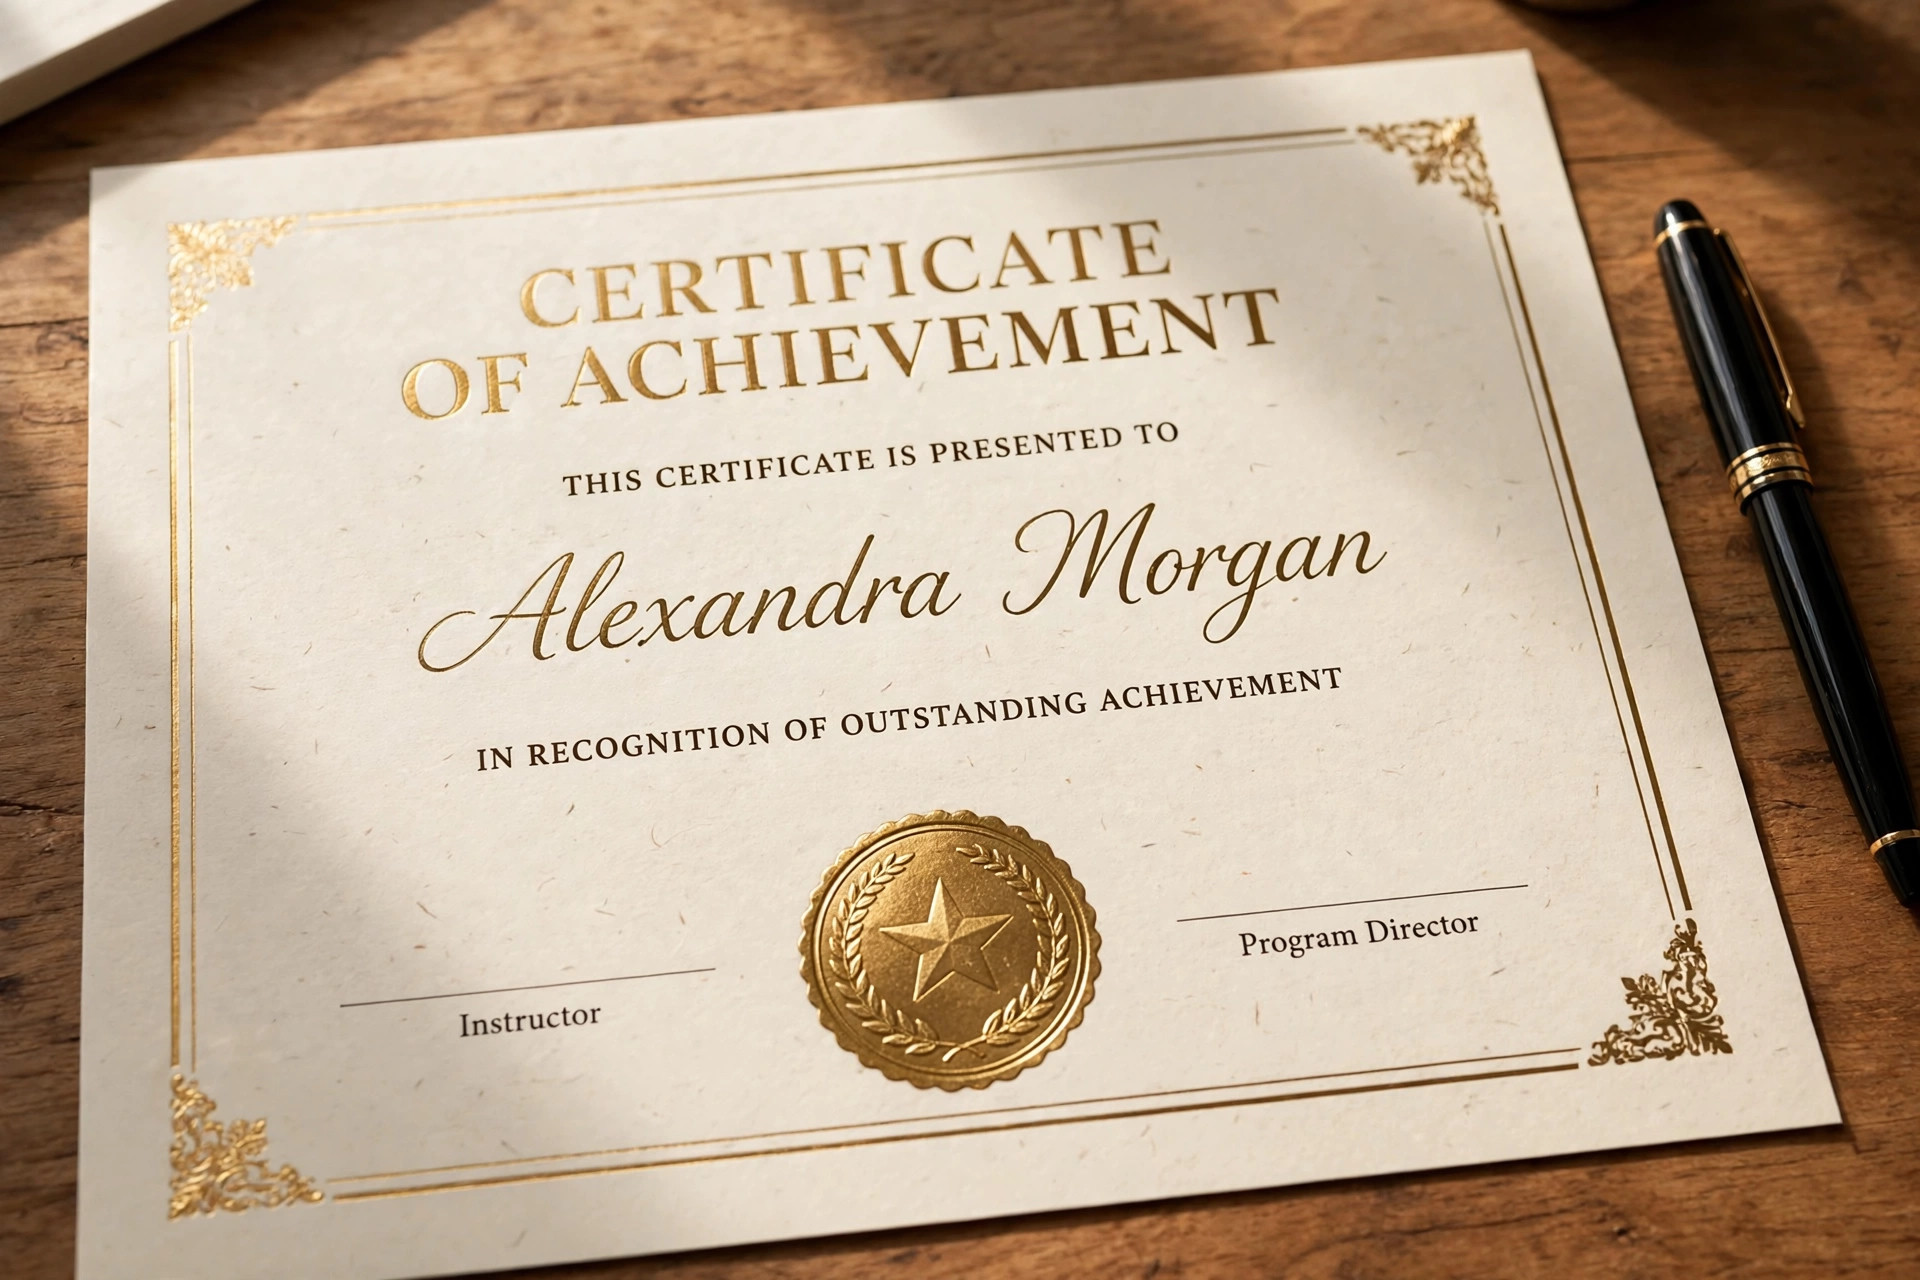 CERTIFICATE
OF ACHIEVEMENT
THIS CERTIFICATE IS PRESENTED TO
Alexandra Morgan
IN RECOGNITION OF OUTSTANDING ACHIEVEMENT
Instructor
Program Director